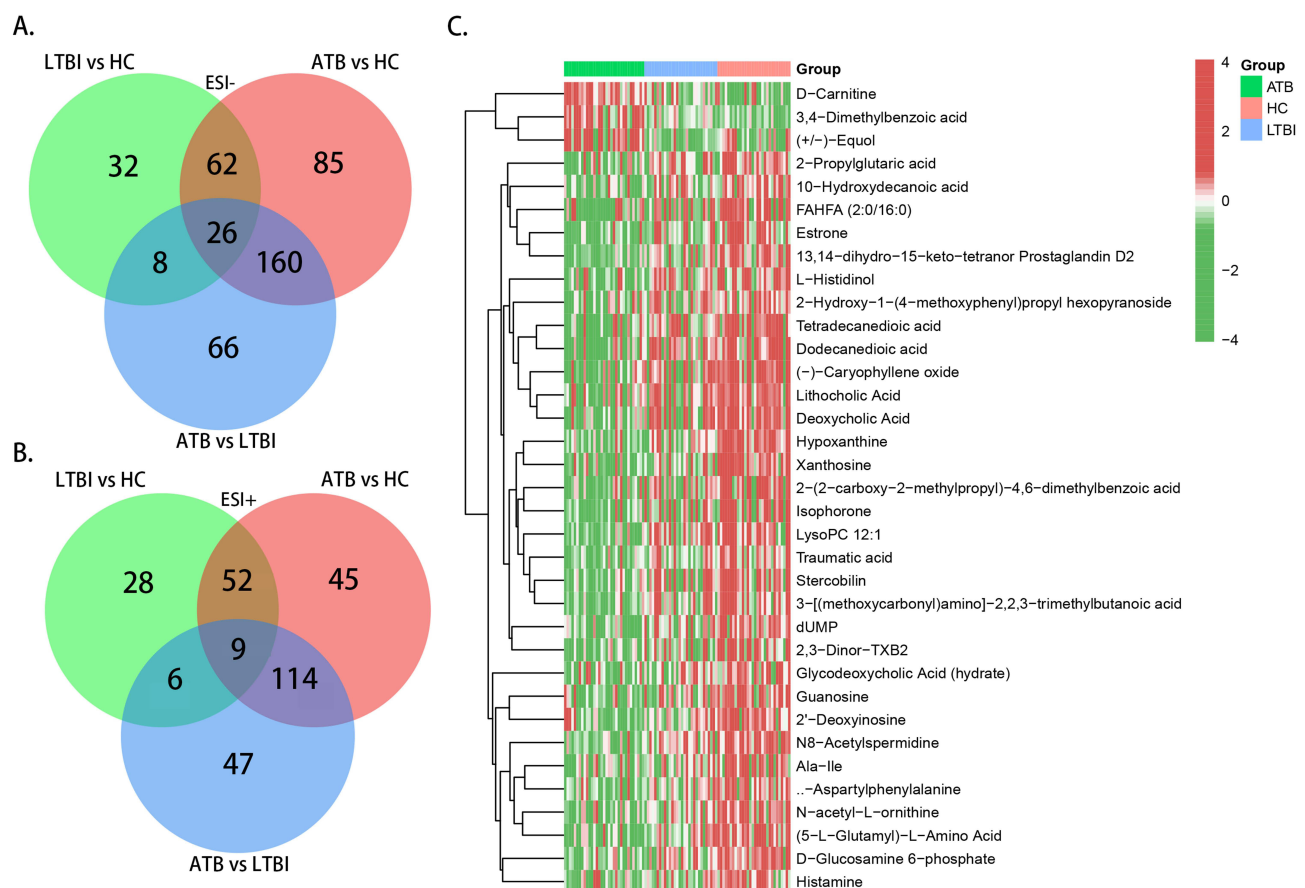 A.
LTBI vs HC
ESI-
ATB vs HC
32
62
85
26
8
160
66
ATB vs LTBI
B.
LTBI vs HC
ESI+
ATB vs HC
28
52
45
9
6
114
47
ATB vs LTBI
C.
Group
D-Carnitine
3,4-Dimethylbenzoic acid
(+/-)-Equol
2-Propylglutaric acid
10-Hydroxydecanoic acid
FAHFA (2:0/16:0)
Estrone
13,14-dihydro-15-keto-tetranor Prostaglandin D2
L-Histidinol
2-Hydroxy-1-(4-methoxyphenyl)propyl hexopyranoside
Tetradecanedioic acid
Dodecanedioic acid
(-)-Caryophyllene oxide
Lithocholic Acid
Deoxycholic Acid
Hypoxanthine
Xanthosine
2-(2-carboxy-2-methylpropyl)-4,6-dimethylbenzoic acid
Isophorone
LysoPC 12:1
Traumatic acid
Stercobilin
3-[(methoxycarbonyl)amino]-2,2,3-trimethylbutanoic acid
dUMP
2,3-Dinor-TXB2
Glycodeoxycholic Acid (hydrate)
Guanosine
2'-Deoxyinosine
N8-Acetylspermidine
Ala-Ile
..-Aspartylphenylalanine
N-acetyl-L-ornithine
(5-L-Glutamyl)-L-Amino Acid
D-Glucosamine 6-phosphate
Histamine
4
2
0
-2
-4
Group
ATB
HC
LTBI